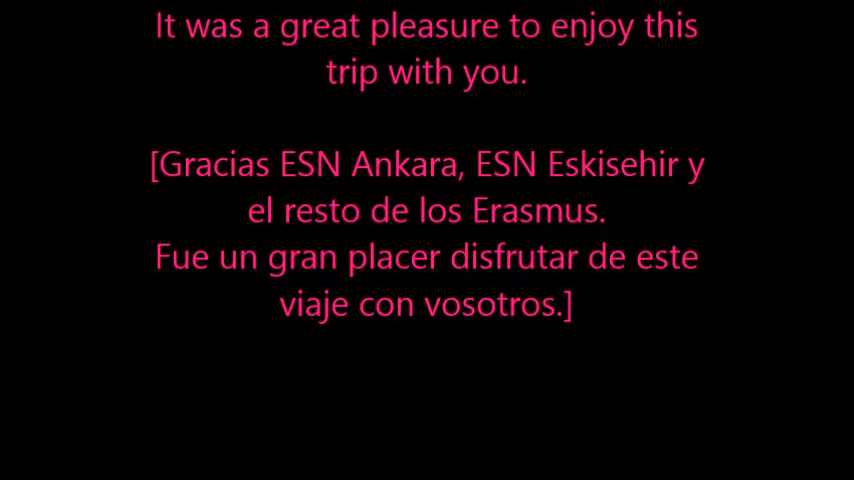 It was a great pleasure to enjoy this
trip with you.
[Gracias ESN Ankara, ESN Eskisehir y
el resto de los Erasmus.
Fue un gran placer disfrutar de este
viaje con vosotros.]